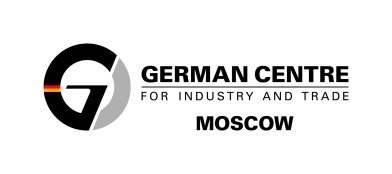 GERMAN CENTRE
FOR INDUSTRY AND TRADE
MOSCOW